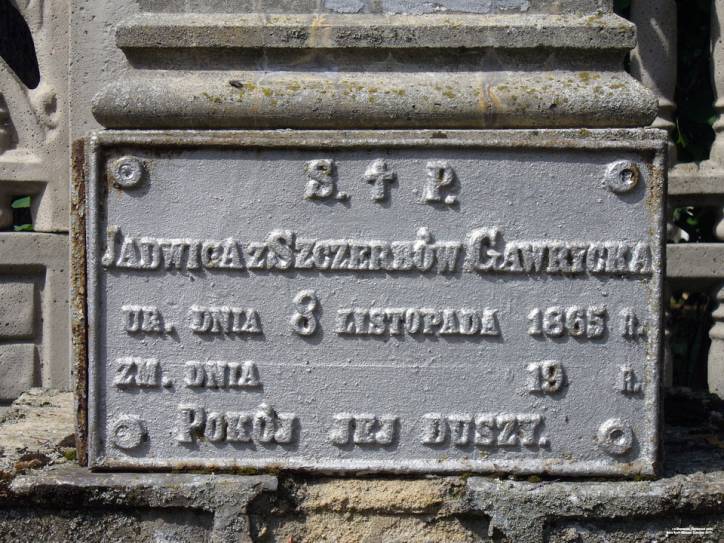 S. ✝ P.
JADWIGA Z SZCZERBÓW GAWRYCKA
UR. DNIA 8 LISTOPADA 1865 R.
ZM. DNIA 19 R.
POKÓJ JEJ DUSZY.